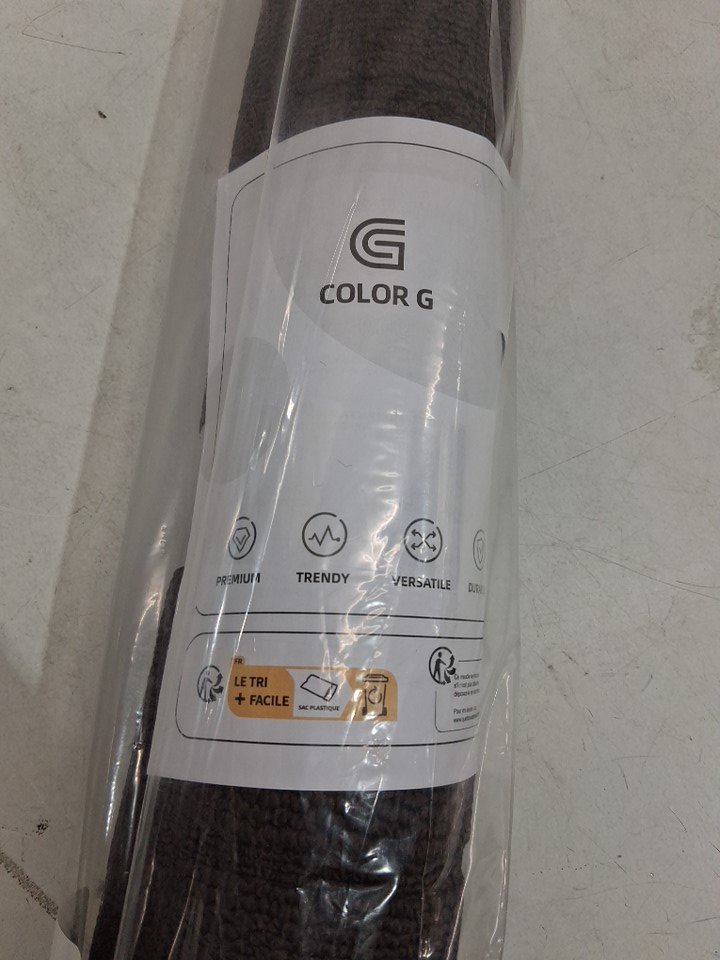 COLOR G
PREMIUM
TRENDY
VERSATILE
FR
LE TRI
+ FACILE
SAC PLASTIQUE